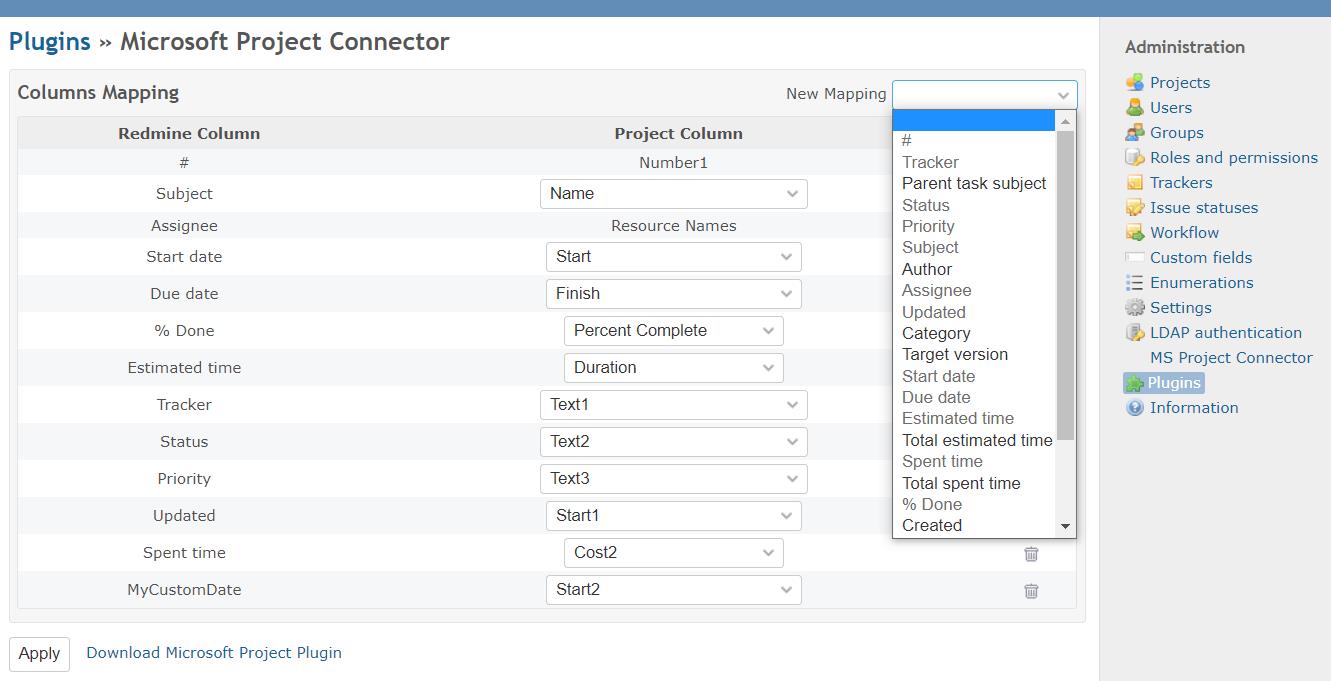 Plugins » Microsoft Project Connector
Columns Mapping
New Mapping
Redmine Column Project Column
# Number1
Subject Name
Assignee Resource Names
Start date Start
Due date Finish
% Done Percent Complete
Estimated time Duration
Tracker Text1
Status Text2
Priority Text3
Updated Start1
Spent time Cost2
MyCustomDate Start2
#
Tracker
Parent task subject
Status
Priority
Subject
Author
Assignee
Updated
Category
Target version
Start date
Due date
Estimated time
Total estimated time
Spent time
Total spent time
% Done
Created
Apply Download Microsoft Project Plugin
Administration
Projects
Users
Groups
Roles and permissions
Trackers
Issue statuses
Workflow
Custom fields
Enumerations
Settings
LDAP authentication
MS Project Connector
Plugins
Information